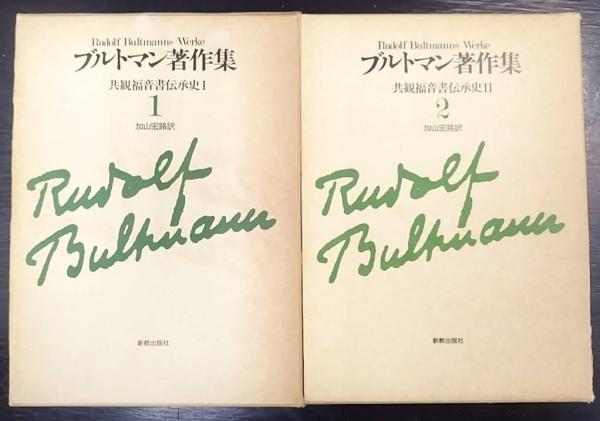 Rudolf Bultmanns Werke
ブルトマン著作集
共観福音書伝承史 I
1
加山宏路訳
Rudolf
Bultmann
新教出版社
Rudolf Bultmanns Werke
ブルトマン著作集
共観福音書伝承史 II
2
加山宏路訳
Rudolf
Bultmann
新教出版社